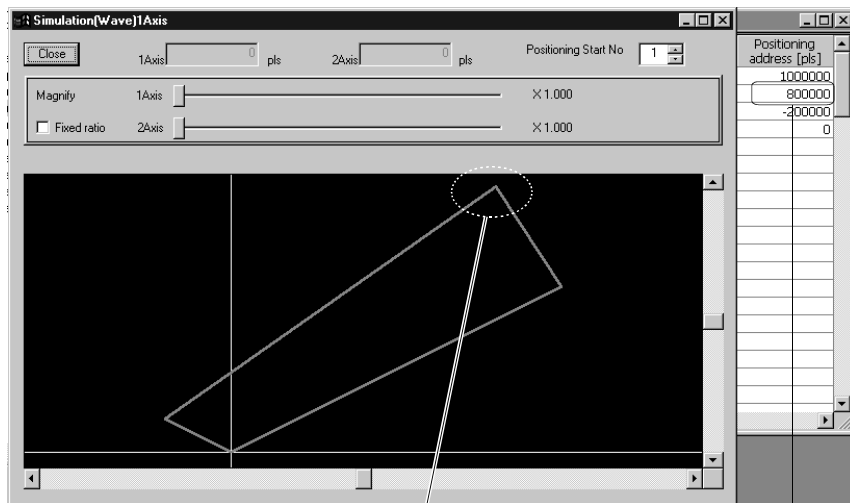 Simulation(Wave)1Axis
Close
1Axis 0 pls
2Axis 0 pls
Positioning Start No 1
Magnify 1Axis X 1.000
Fixed ratio 2Axis X 1.000
Positioning
address [pls]
1000000
800000
-200000
0